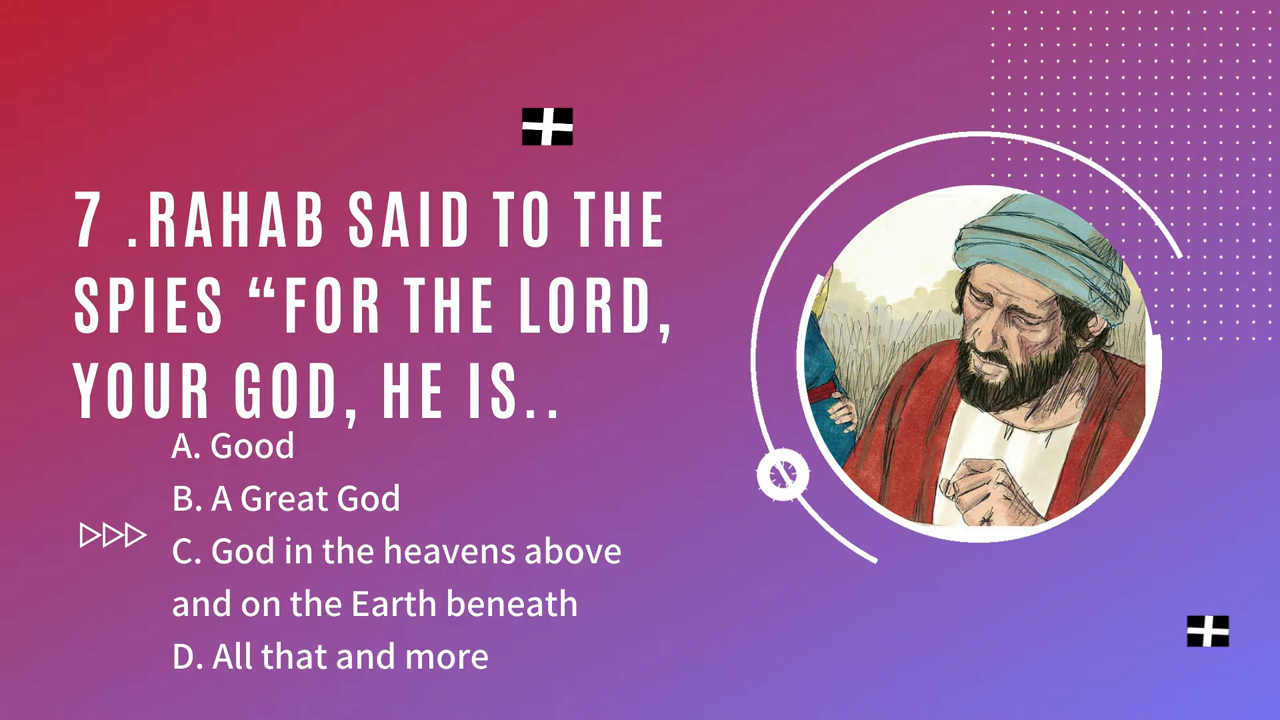 7 .RAHAB SAID TO THE
SPIES “FOR THE LORD,
YOUR GOD, HE IS..
A. Good
B. A Great God
C. God in the heavens above
and on the Earth beneath
D. All that and more